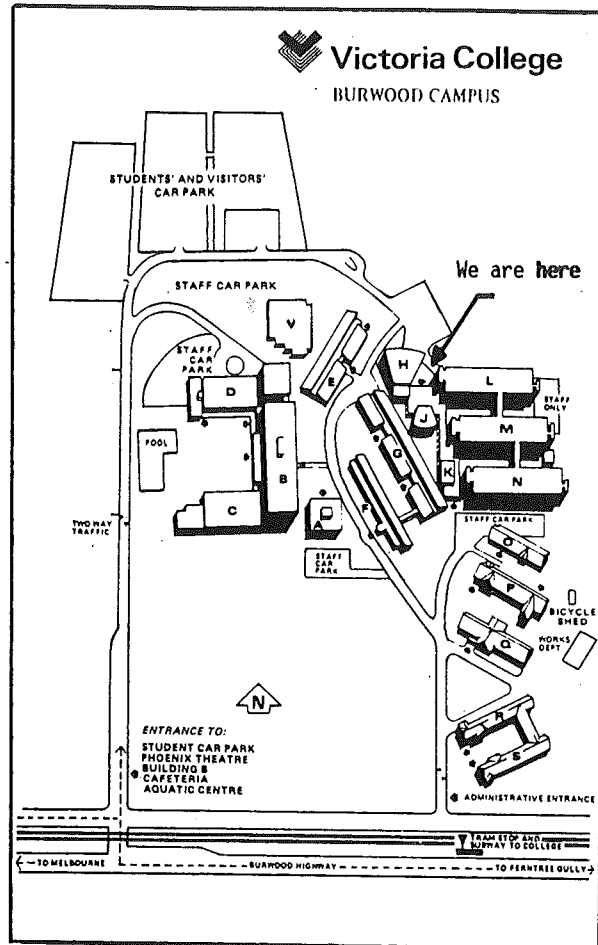 Victoria College
BURWOOD CAMPUS
STUDENTS' AND VISITORS'
CAR PARK
We are here
STAFF CAR PARK
V
STAFF
CAR
PARK
E
H
L
STAFF
ONLY
D
J
M
POOL
B
G
K
N
C
A
F
STAFF CAR PARK
TWO WAY
TRAFFIC
STAFF
CAR
PARK
O
P
BICYCLE
SHED
WORKS
DEPT
Q
N
R
S
ENTRANCE TO:
STUDENT CAR PARK
PHOENIX THEATRE
BUILDING B
CAFETERIA
AQUATIC CENTRE
ADMINISTRATIVE ENTRANCE
TRAM STOP AND
SUBWAY TO COLLEGE
TO MELBOURNE
BURWOOD HIGHWAY
TO FERNTREE GULLY